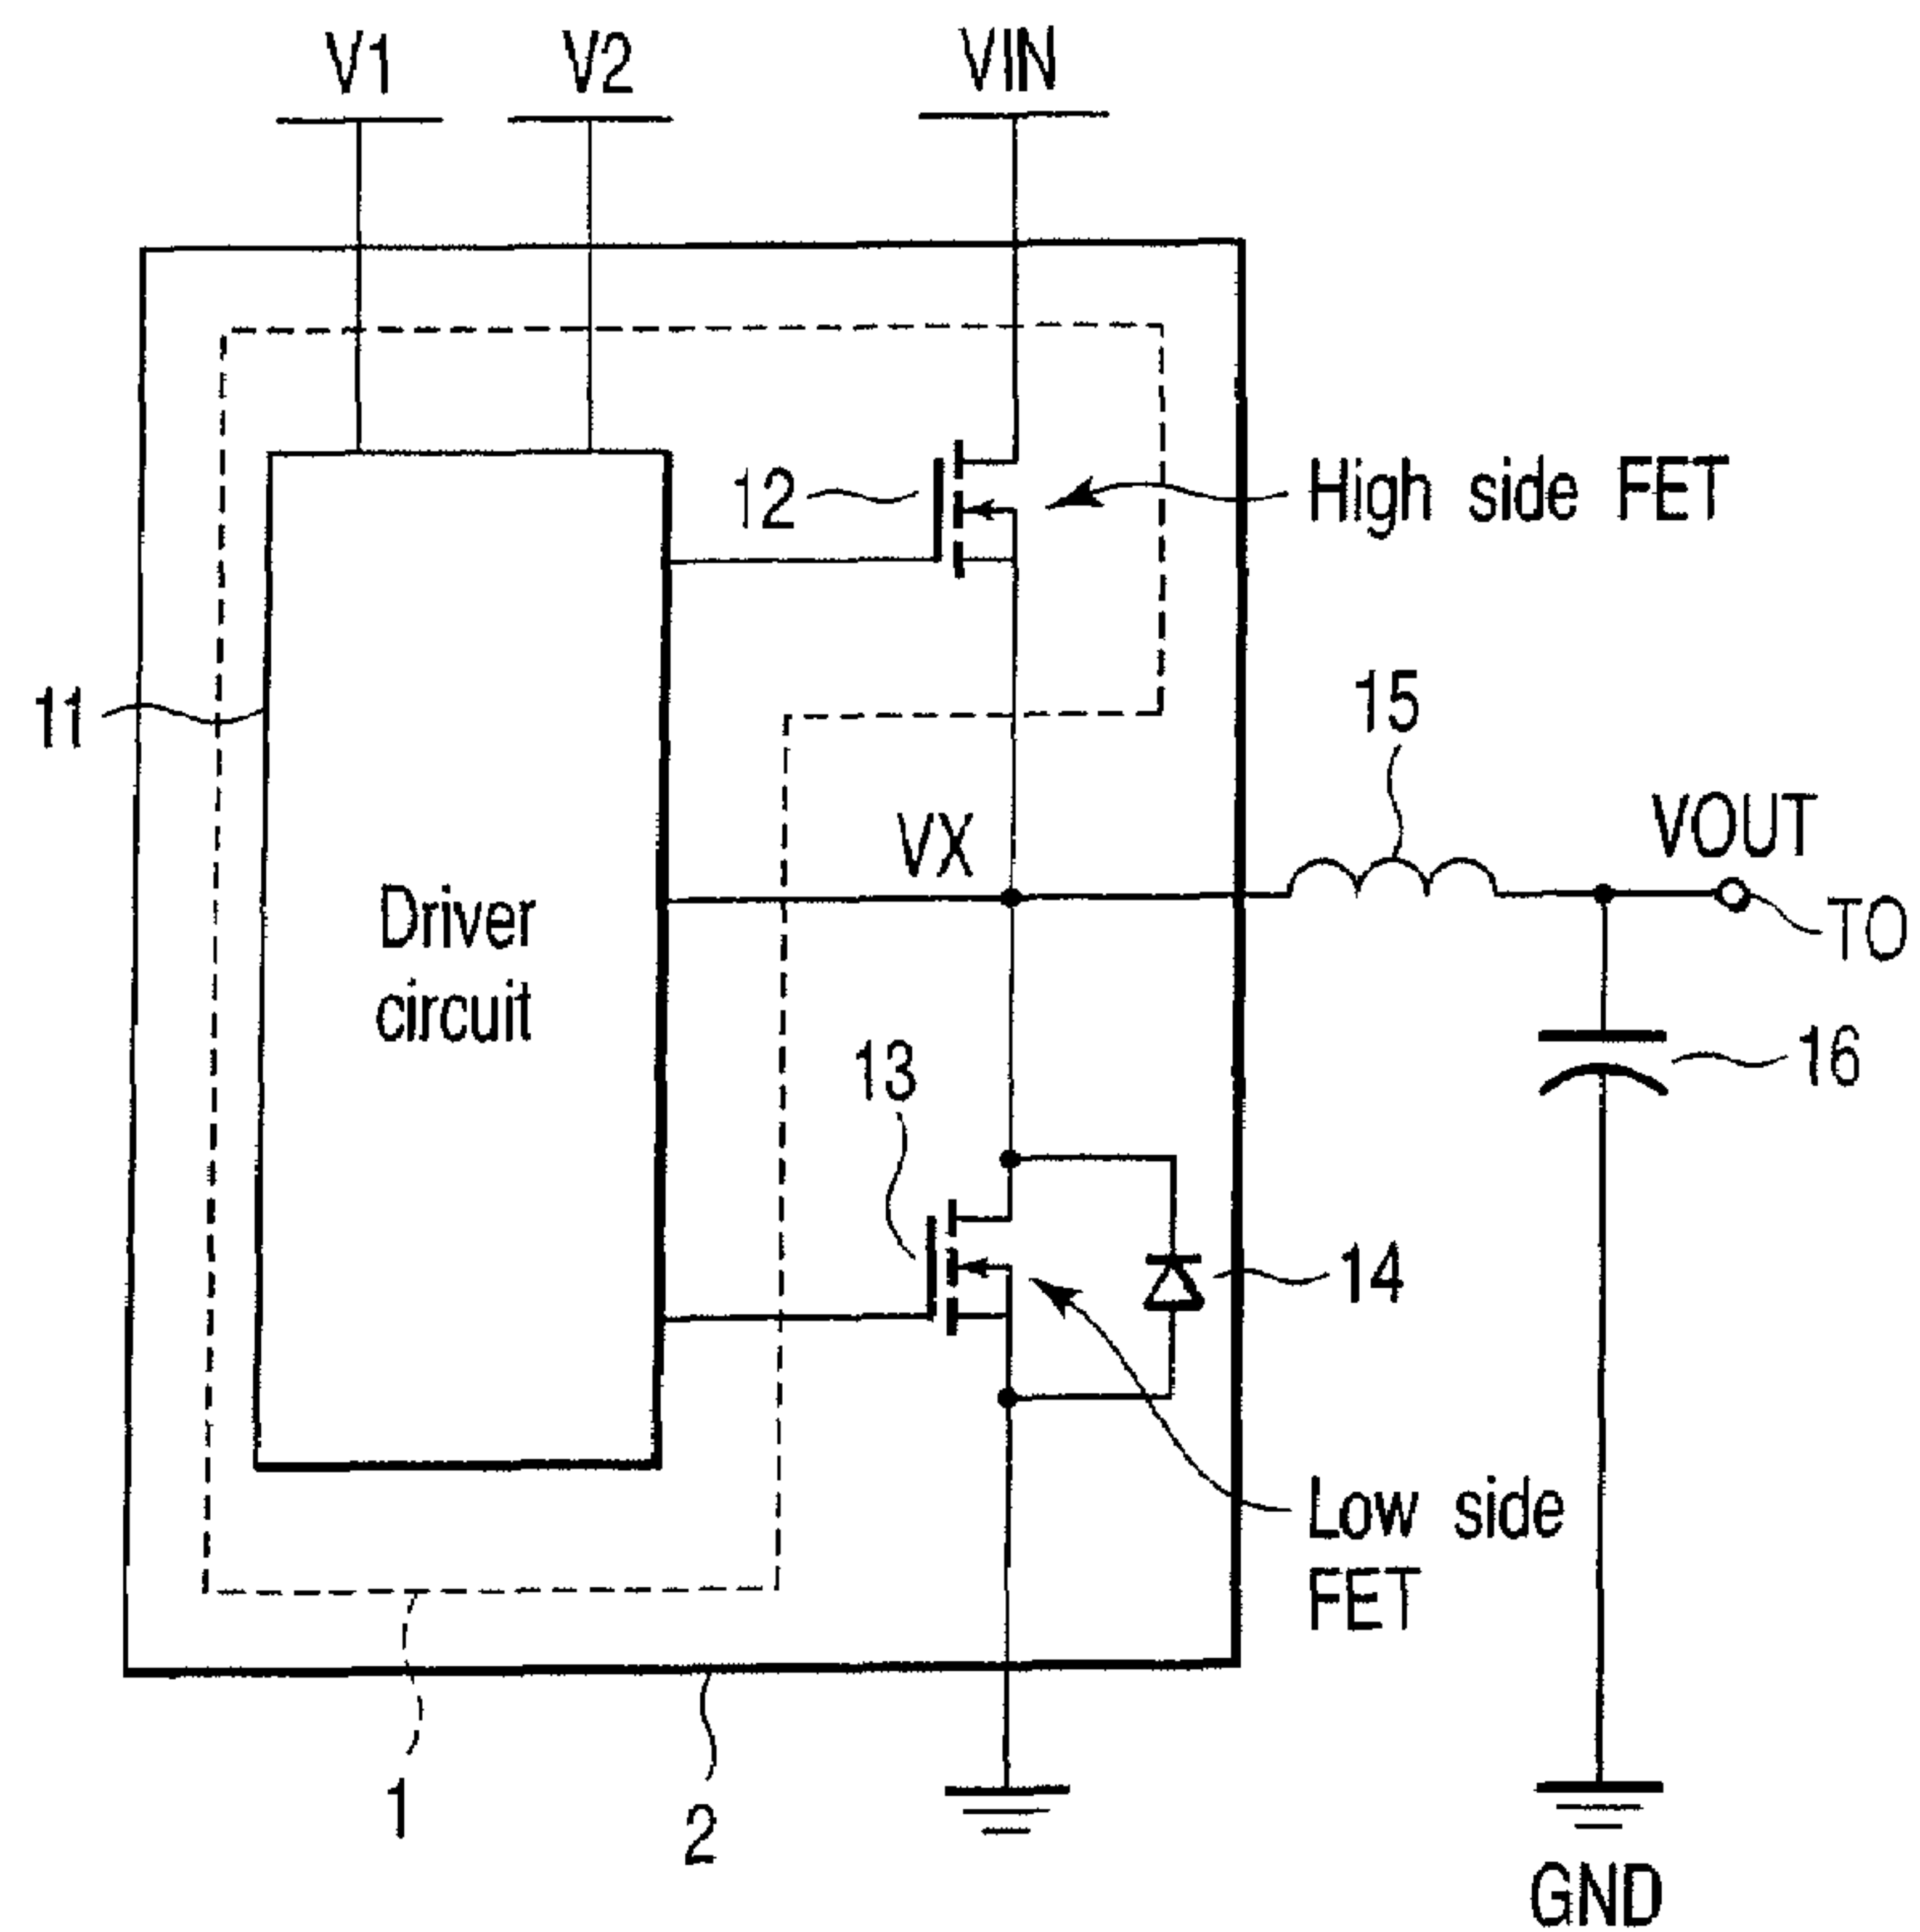 V1
V2
VIN
12
High side FET
11
15
VX
VOUT
TO
Driver
circuit
13
16
14
Low side
FET
1
2
GND